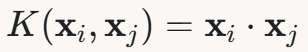 K(𝐱ᵢ, 𝐱ⱼ) = 𝐱ᵢ · 𝐱ⱼ